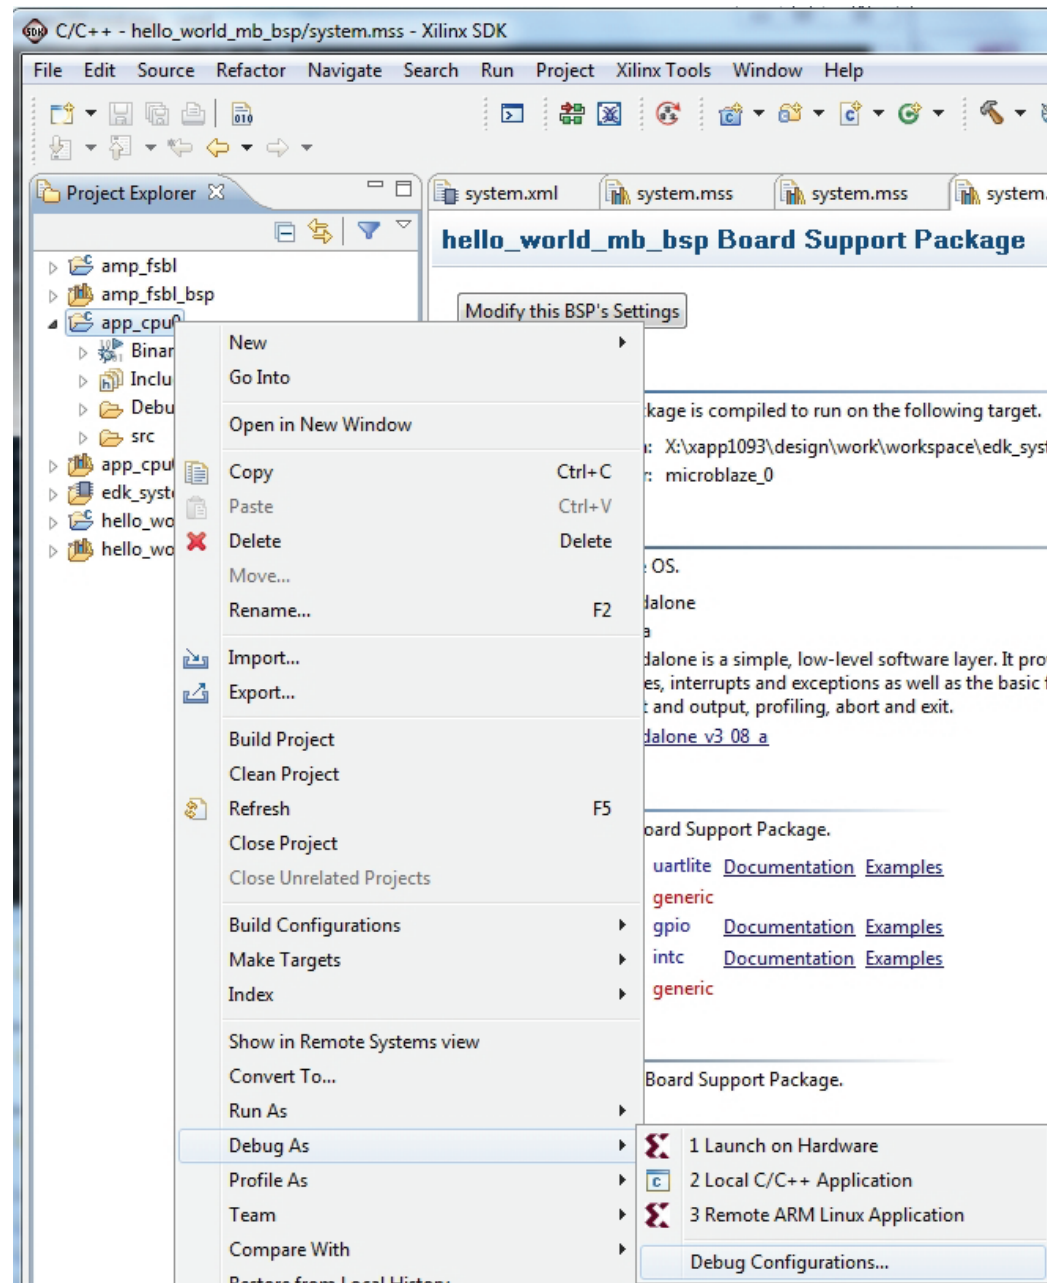 C/C++ - hello_world_mb_bsp/system.mss - Xilinx SDK
File Edit Source Refactor Navigate Search Run Project Xilinx Tools Window Help
Project Explorer
system.xml system.mss system.mss system.
hello_world_mb_bsp Board Support Package
amp_fsbl
amp_fsbl_bsp
app_cpu0
Modify this BSP's Settings
Binar
Inclu
Debu
src
app_cpu
edk_syst
hello_wo
hello_wo
New
Go Into
Open in New Window
Copy Ctrl+C
Paste Ctrl+V
Delete Delete
Move...
Rename... F2
Import...
Export...
Build Project
Clean Project
Refresh F5
Close Project
Close Unrelated Projects
Build Configurations
Make Targets
Index
Show in Remote Systems view
Convert To...
Run As
Debug As
Profile As
Team
Compare With
Restore from Local History
kage is compiled to run on the following target.
X:\xapp1093\design\work\workspace\edk_syst
r: microblaze_0
OS.
dalone
a
dalone is a simple, low-level software layer. It pro
es, interrupts and exceptions as well as the basic f
t and output, profiling, abort and exit.
dalone_v3_08_a
oard Support Package.
uartlite Documentation Examples
generic
gpio Documentation Examples
intc Documentation Examples
generic
Board Support Package.
1 Launch on Hardware
2 Local C/C++ Application
3 Remote ARM Linux Application
Debug Configurations...